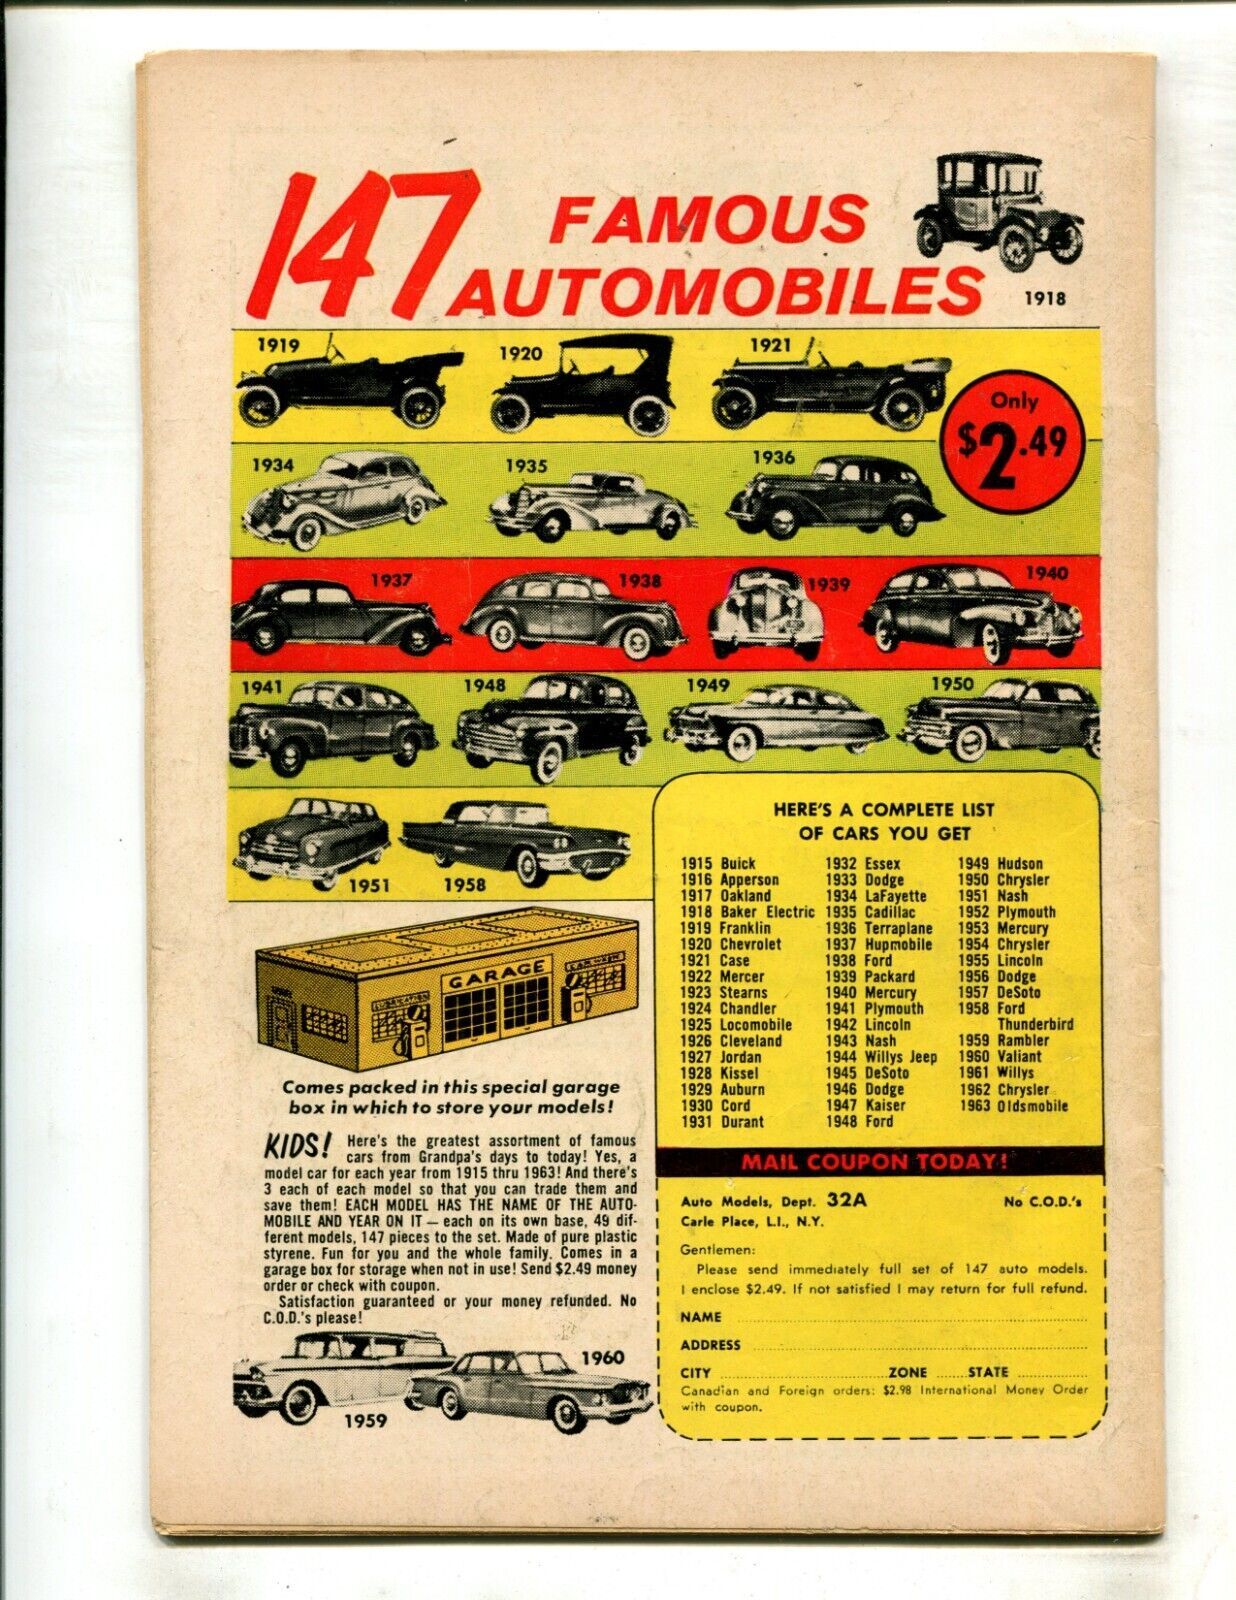 147 FAMOUS
AUTOMOBILES
1918
1919
1920
1921
Only
$2.49
1934
1935
1936
1937
1938
1939
1940
1941
1948
1949
1950
1951
1958
GARAGE
LUBRICATION
CAR WASH
Comes packed in this special garage
box in which to store your models!
KIDS! Here's the greatest assortment of famous
cars from Grandpa's days to today! Yes, a
model car for each year from 1915 thru 1963! And there's
3 each of each model so that you can trade them and
save them! EACH MODEL HAS THE NAME OF THE AUTO-
MOBILE AND YEAR ON IT — each on its own base, 49 dif-
ferent models, 147 pieces to the set. Made of pure plastic
styrene. Fun for you and the whole family. Comes in a
garage box for storage when not in use! Send $2.49 money
order or check with coupon.
Satisfaction guaranteed or your money refunded. No
C.O.D.'s please!
1959
1960
HERE'S A COMPLETE LIST
OF CARS YOU GET
1915 Buick
1916 Apperson
1917 Oakland
1918 Baker Electric
1919 Franklin
1920 Chevrolet
1921 Case
1922 Mercer
1923 Stearns
1924 Chandler
1925 Locomobile
1926 Cleveland
1927 Jordan
1928 Kissel
1929 Auburn
1930 Cord
1931 Durant
1932 Essex
1933 Dodge
1934 LaFayette
1935 Cadillac
1936 Terraplane
1937 Hupmobile
1938 Ford
1939 Packard
1940 Mercury
1941 Plymouth
1942 Lincoln
1943 Nash
1944 Willys Jeep
1945 DeSoto
1946 Dodge
1947 Kaiser
1948 Ford
1949 Hudson
1950 Chrysler
1951 Nash
1952 Plymouth
1953 Mercury
1954 Chrysler
1955 Lincoln
1956 Dodge
1957 DeSoto
1958 Ford
Thunderbird
1959 Rambler
1960 Valiant
1961 Willys
1962 Chrysler
1963 Oldsmobile
MAIL COUPON TODAY!
Auto Models, Dept. 32A No C.O.D.'s
Carle Place, L.I., N.Y.
Gentlemen:
Please send immediately full set of 147 auto models.
I enclose $2.49. If not satisfied I may return for full refund.
NAME
ADDRESS
CITY ZONE STATE
Canadian and Foreign orders: $2.98 International Money Order
with coupon.